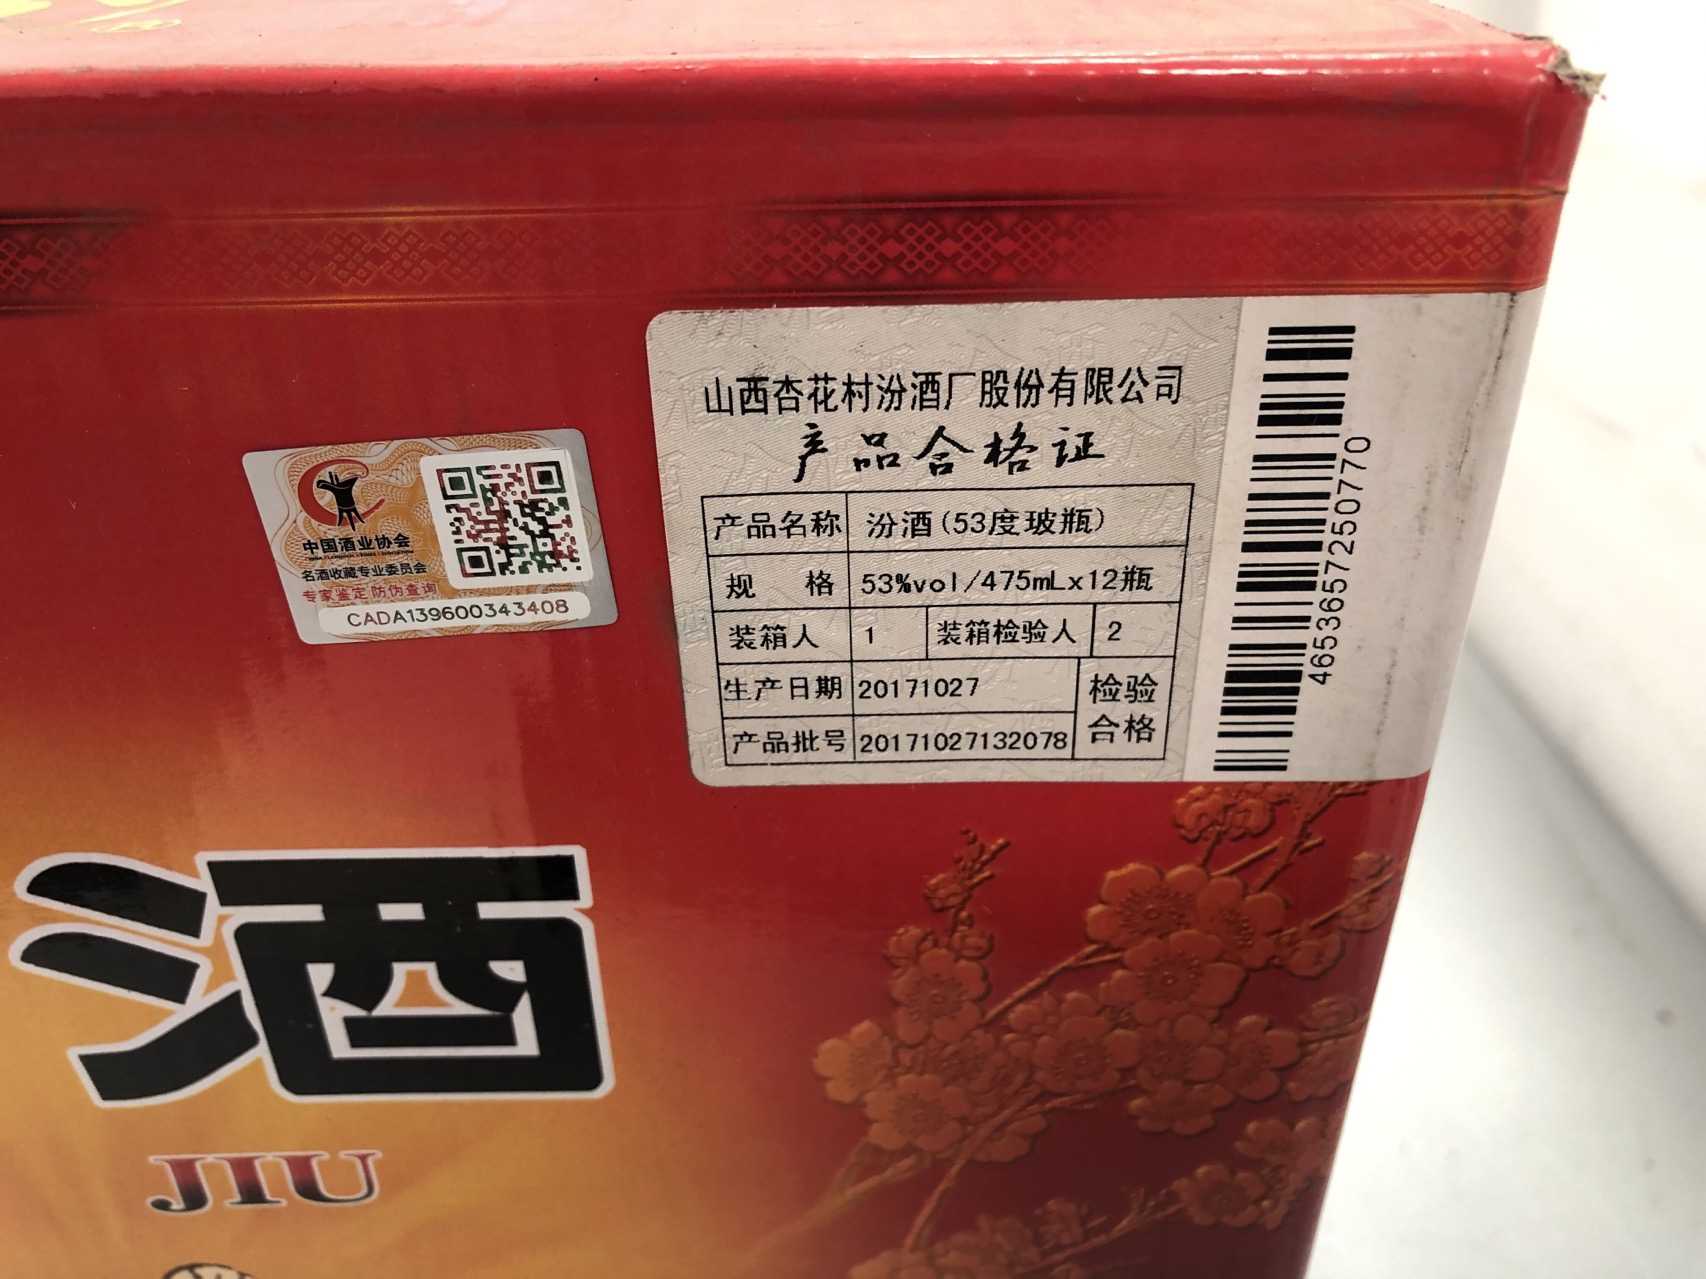 山西杏花村汾酒厂股份有限公司
产品合格证
产品名称 汾酒(53度玻瓶)
规 格 53%vol/475mLx12瓶
装箱人 1 装箱检验人 2
生产日期 20171027 检验
产品批号 20171027132078 合格
4653657250770
中国酒业协会
名酒收藏专业委员会
专家鉴定 防伪查询
CADA139600343408
酒
JIU